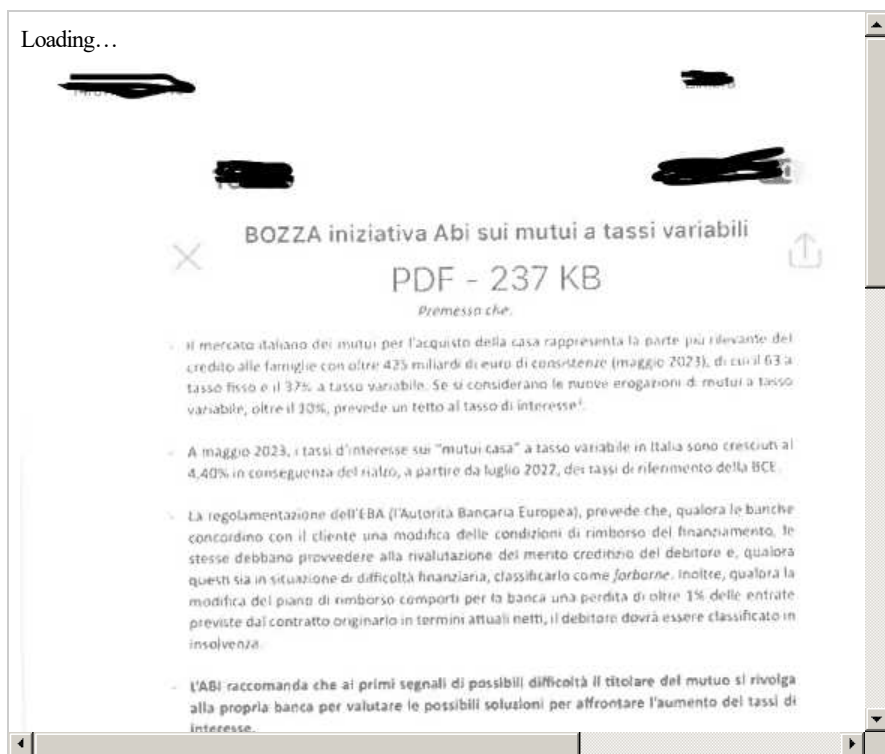 Loading…
BOZZA iniziativa Abi sui mutui a tassi variabili
PDF - 237 KB
Premesso che:
- Il mercato italiano dei mutui per l'acquisto della casa rappresenta la parte più rilevante del
credito alle famiglie con oltre 425 miliardi di euro di consistenze (maggio 2023), di cui il 63 a
tasso fisso e il 37% a tasso variabile. Se si considerano le nuove erogazioni di mutui a tasso
variabile, oltre il 30%, prevede un tetto al tasso di interesse¹.
- A maggio 2023, i tassi d'interesse sui "mutui casa" a tasso variabile in Italia sono cresciuti al
4,40% in conseguenza del rialzo, a partire da luglio 2022, dei tassi di riferimento della BCE.
- La regolamentazione dell'EBA (l'Autorità Bancaria Europea), prevede che, qualora le banche
concordino con il cliente una modifica delle condizioni di rimborso del finanziamento, le
stesse debbano provvedere alla rivalutazione del merito creditizio del debitore e, qualora
questi sia in situazione di difficoltà finanziaria, classificarlo come forborne. Inoltre, qualora la
modifica del piano di rimborso comporti per la banca una perdita di oltre 1% delle entrate
previste dal contratto originario in termini attuali netti, il debitore dovrà essere classificato in
insolvenza.
- L'ABI raccomanda che ai primi segnali di possibili difficoltà il titolare del mutuo si rivolga
alla propria banca per valutare le possibili soluzioni per affrontare l'aumento dei tassi di
interesse.